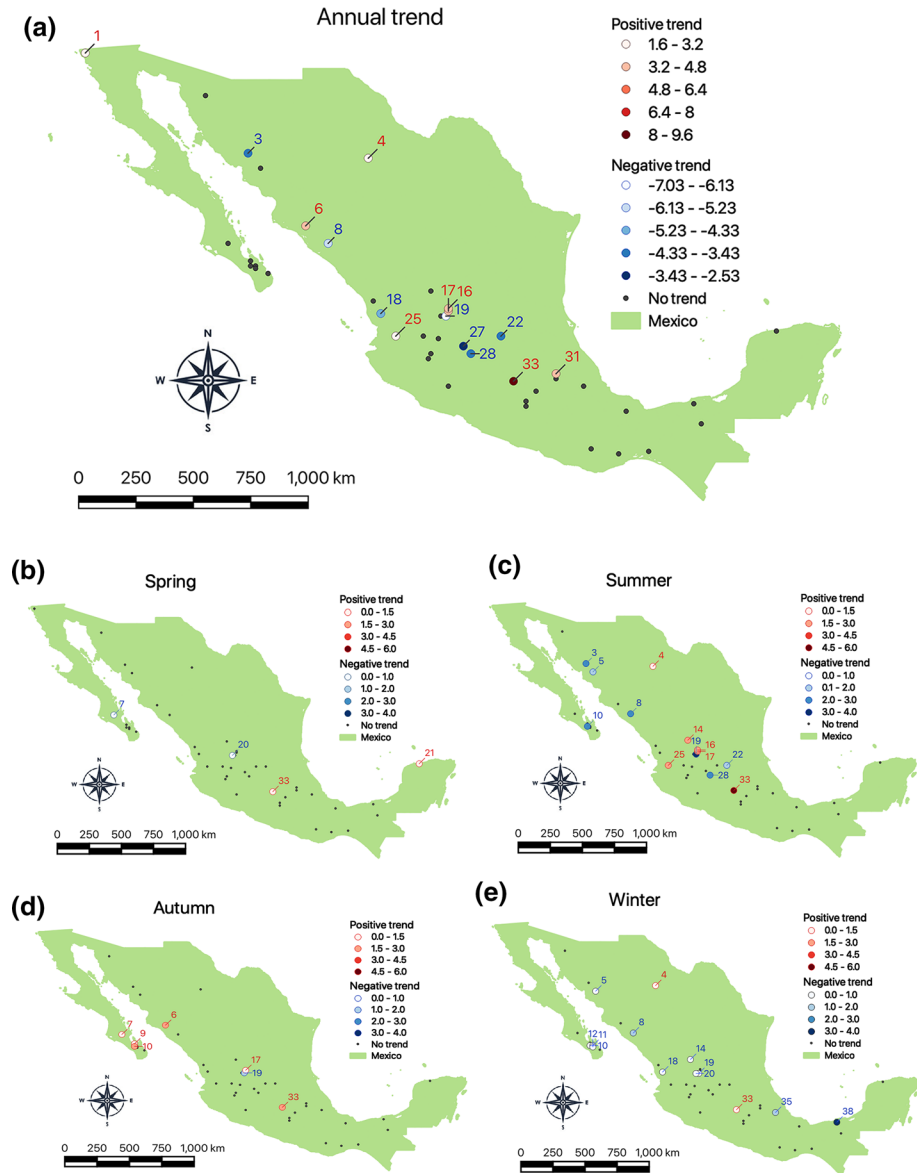 (a)
Annual trend
Positive trend
1.6 - 3.2
3.2 - 4.8
4.8 - 6.4
6.4 - 8
8 - 9.6
Negative trend
-7.03 - -6.13
-6.13 - -5.23
-5.23 - -4.33
-4.33 - -3.43
-3.43 - -2.53
No trend
Mexico
1
3
4
6
8
17 16
18
19
25
27
22
28
33
31
N
W E
S
0 250 500 750 1,000 km
(b)
Spring
Positive trend
0.0 - 1.5
1.5 - 3.0
3.0 - 4.5
4.5 - 6.0
Negative trend
0.0 - 1.0
1.0 - 2.0
2.0 - 3.0
3.0 - 4.0
No trend
Mexico
7
20
21
33
N
W E
S
0 250 500 750 1,000 km
(c)
Summer
Positive trend
0.0 - 1.5
1.5 - 3.0
3.0 - 4.5
4.5 - 6.0
Negative trend
0.0 - 1.0
0.1 - 2.0
2.0 - 3.0
3.0 - 4.0
No trend
Mexico
3
5
4
8
10
14
19
16
17
25
22
28
33
N
W E
S
0 250 500 750 1,000 km
(d)
Autumn
Positive trend
0.0 - 1.5
1.5 - 3.0
3.0 - 4.5
4.5 - 6.0
Negative trend
0.0 - 1.0
1.0 - 2.0
2.0 - 3.0
3.0 - 4.0
No trend
Mexico
6
7
9
10
17
19
33
N
W E
S
0 250 500 750 1,000 km
(e)
Winter
Positive trend
0.0 - 1.5
1.5 - 3.0
3.0 - 4.5
4.5 - 6.0
Negative trend
0.0 - 1.0
1.0 - 2.0
2.0 - 3.0
3.0 - 4.0
No trend
Mexico
4
5
8
12 11
10
14
18
19
20
33
35
38
N
W E
S
0 250 500 750 1,000 km